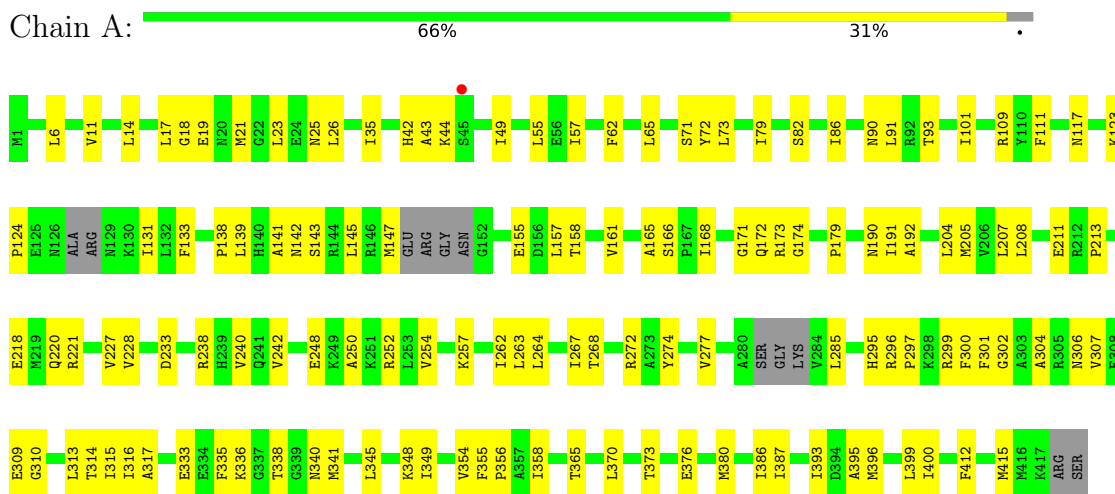 Chain A:
66% 31% •
M1 L6 V11 L14 L17 G18 E19 N20 M21 G22 L23 E24 N25 L26 I35 H42 A43 K44 S45 I49 L55 E56 I57 F62 L65 S71 Y72 L73 I79 S82 I86 N90 L91 R92 T93 I101 R109 Y110 F111 N117 K123
P124 E125 N126 ALA ARG N129 K130 I131 L132 F133 P138 L139 H140 A141 N142 S143 R144 L145 R146 M147 GLU ARG GLY ASN G152 E155 D156 L157 T158 V161 A165 S166 P167 I168 G171 Q172 R173 G174 P179 N190 I191 A192 L204 M205 V206 L207 L208 E211 R212 P213
E218 M219 Q220 R221 V227 V228 D233 R238 H239 V240 Q241 V242 E248 K249 A250 K251 R252 L253 V254 K257 I262 L263 L264 I267 T268 R272 A273 Y274 V277 A280 SER GLY LYS V284 L285 H295 R296 P297 K298 R299 F300 F301 G302 A303 A304 R305 N306 V307 E308
E309 G310 L313 T314 I315 I316 A317 E333 E334 F335 K336 G337 T338 G339 N340 M341 L345 K348 I349 V354 F355 P356 A357 I358 T365 L370 T373 E376 M380 I386 I387 I393 D394 A395 M396 L399 I400 F412 M415 M416 K417 ARG SER